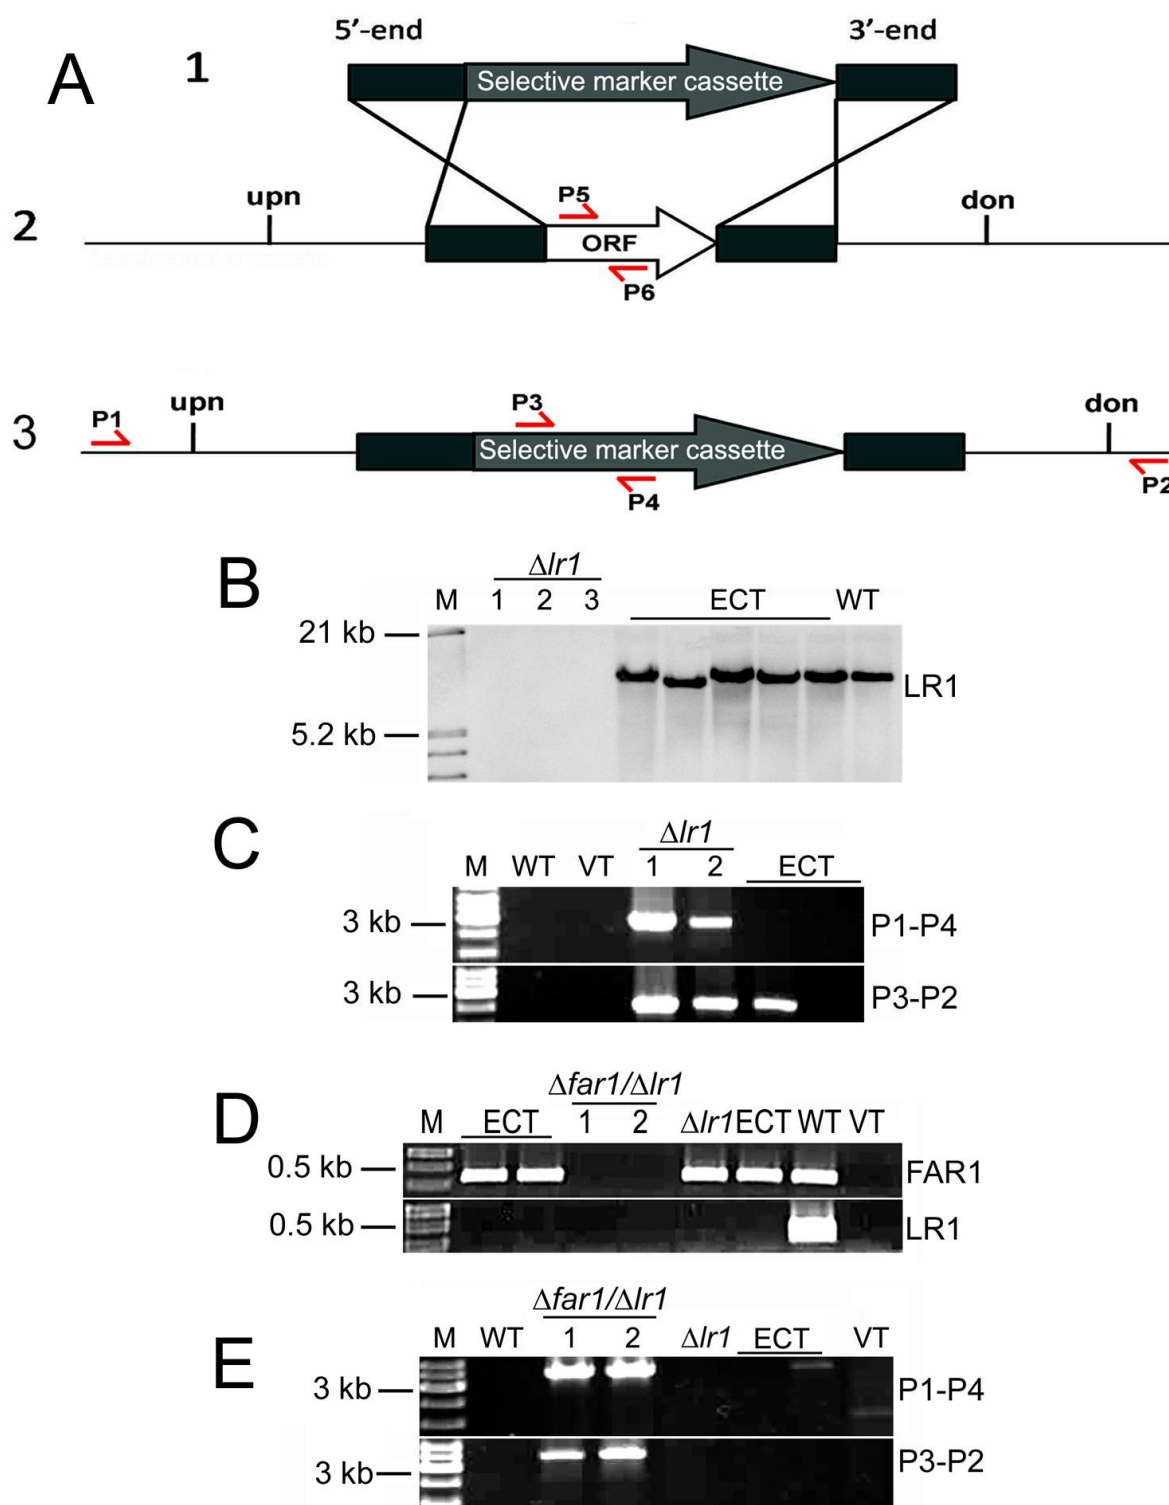 5’-end 3’-end
A 1 Selective marker cassette
upn P5 don
2 ORF
P6
P1 upn P3 don
3 Selective marker cassette
P4 P2
B Δlr1
M 1 2 3 ECT WT
21 kb
LR1
5.2 kb
C Δlr1
M WT VT 1 2 ECT
3 kb P1-P4
3 kb P3-P2
Δfar1/Δlr1
D M ECT 1 2 Δlr1 ECT WT VT
0.5 kb FAR1
0.5 kb LR1
Δfar1/Δlr1
E M WT 1 2 Δlr1 ECT VT
3 kb P1-P4
3 kb P3-P2